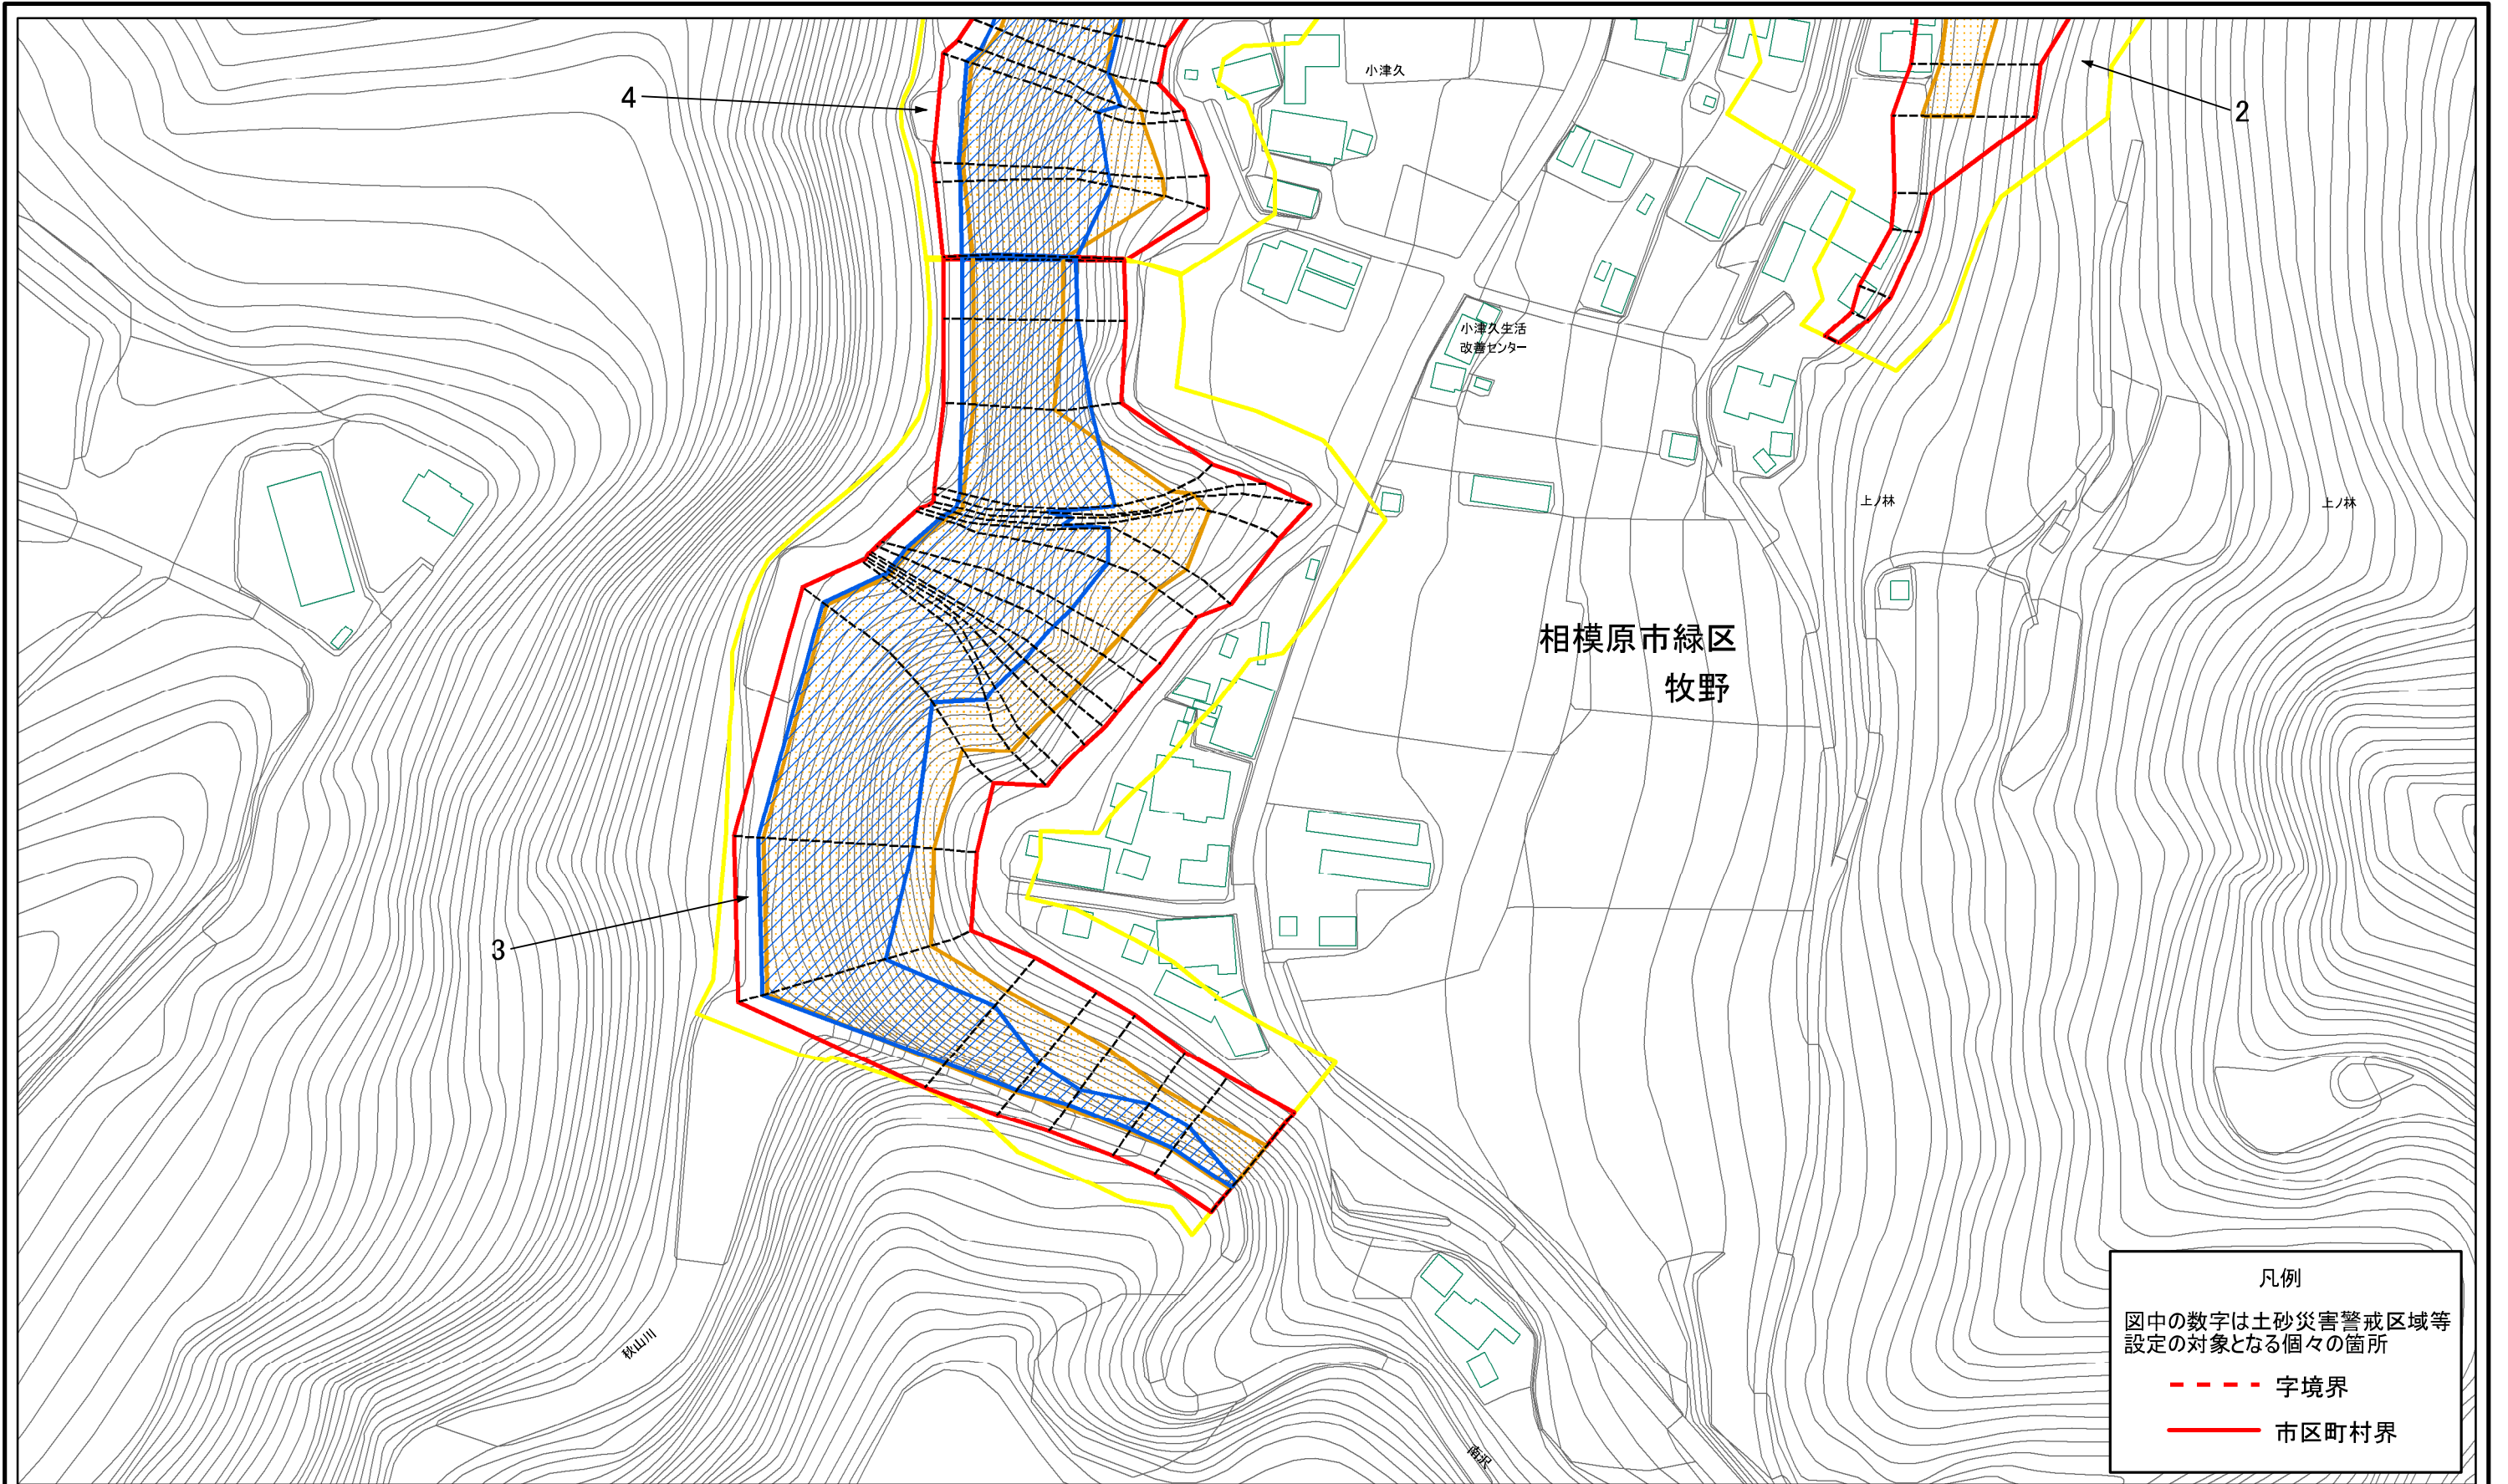 小津久
4
2
小津久生活
改善センター
上ノ林
上ノ林
相模原市緑区
牧野
3
秋山川
南沢
凡例
図中の数字は土砂災害警戒区域等
設定の対象となる個々の箇所
字境界
市区町村界